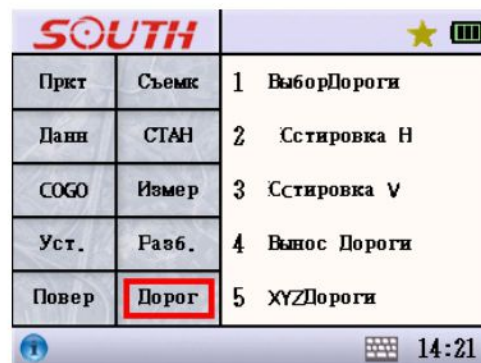 SOUTH
Пркт Съемк 1 ВыборДороги
Данн СТАН 2 Сстировка Н
COGO Измер 3 Сстировка V
Уст. Разб. 4 Вынос Дороги
Повер Дорог 5 XYZДороги
14:21